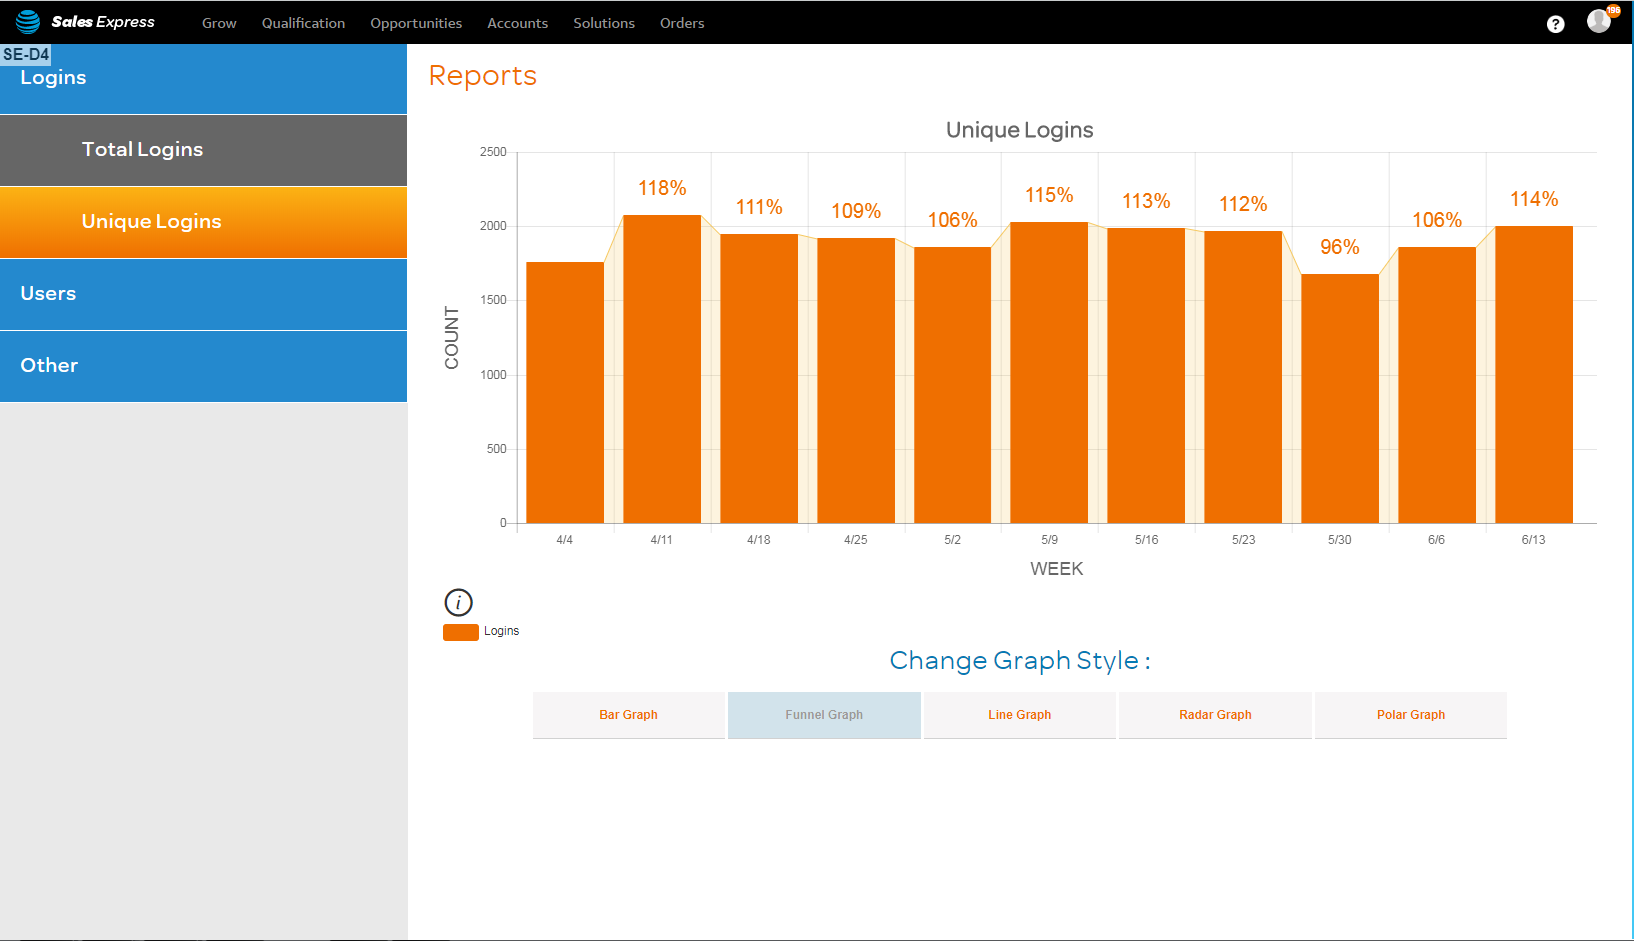 Sales Express
Grow
Qualification
Opportunities
Accounts
Solutions
Orders
?
196
SE-D4
Logins
Total Logins
Unique Logins
Users
Other
Reports
Unique Logins
2500
2000
1500
1000
500
0
COUNT
118%
111%
109%
106%
115%
113%
112%
96%
106%
114%
4/4
4/11
4/18
4/25
5/2
5/9
5/16
5/23
5/30
6/6
6/13
WEEK
i
Logins
Change Graph Style :
Bar Graph
Funnel Graph
Line Graph
Radar Graph
Polar Graph